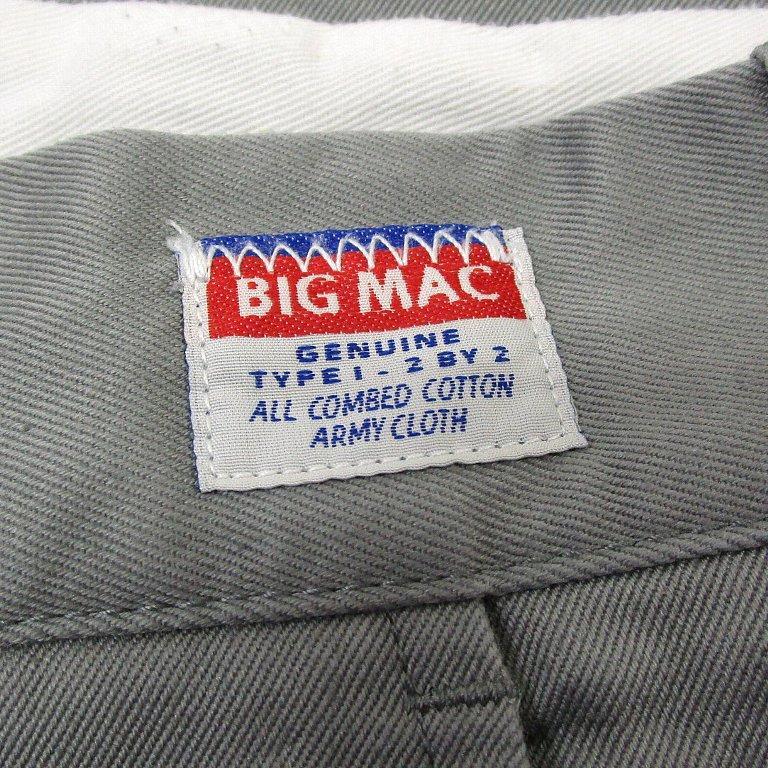 BIG MAC
GENUINE
TYPE I - 2 BY 2
ALL COMBED COTTON
ARMY CLOTH